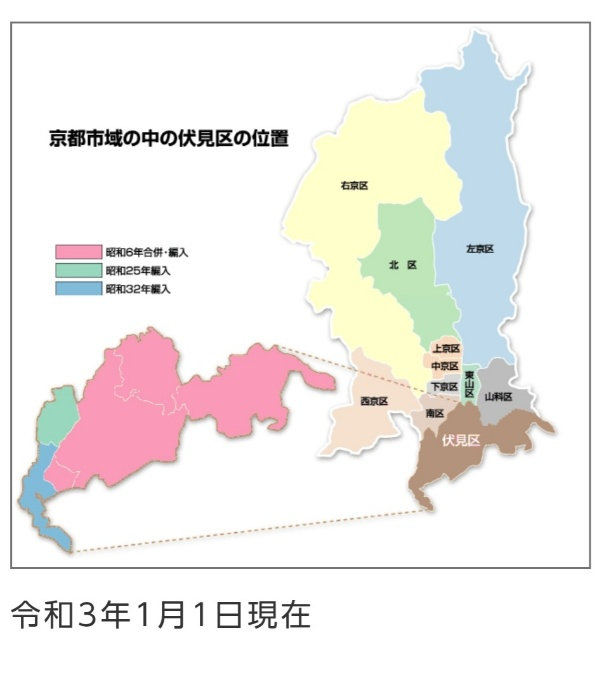 京都市域の中の伏見区の位置
右京区
左京区
北 区
昭和6年合併・編入
昭和25年編入
昭和32年編入
上京区
中京区
下京区
東山区
山科区
西京区
南区
伏見区
令和3年1月1日現在